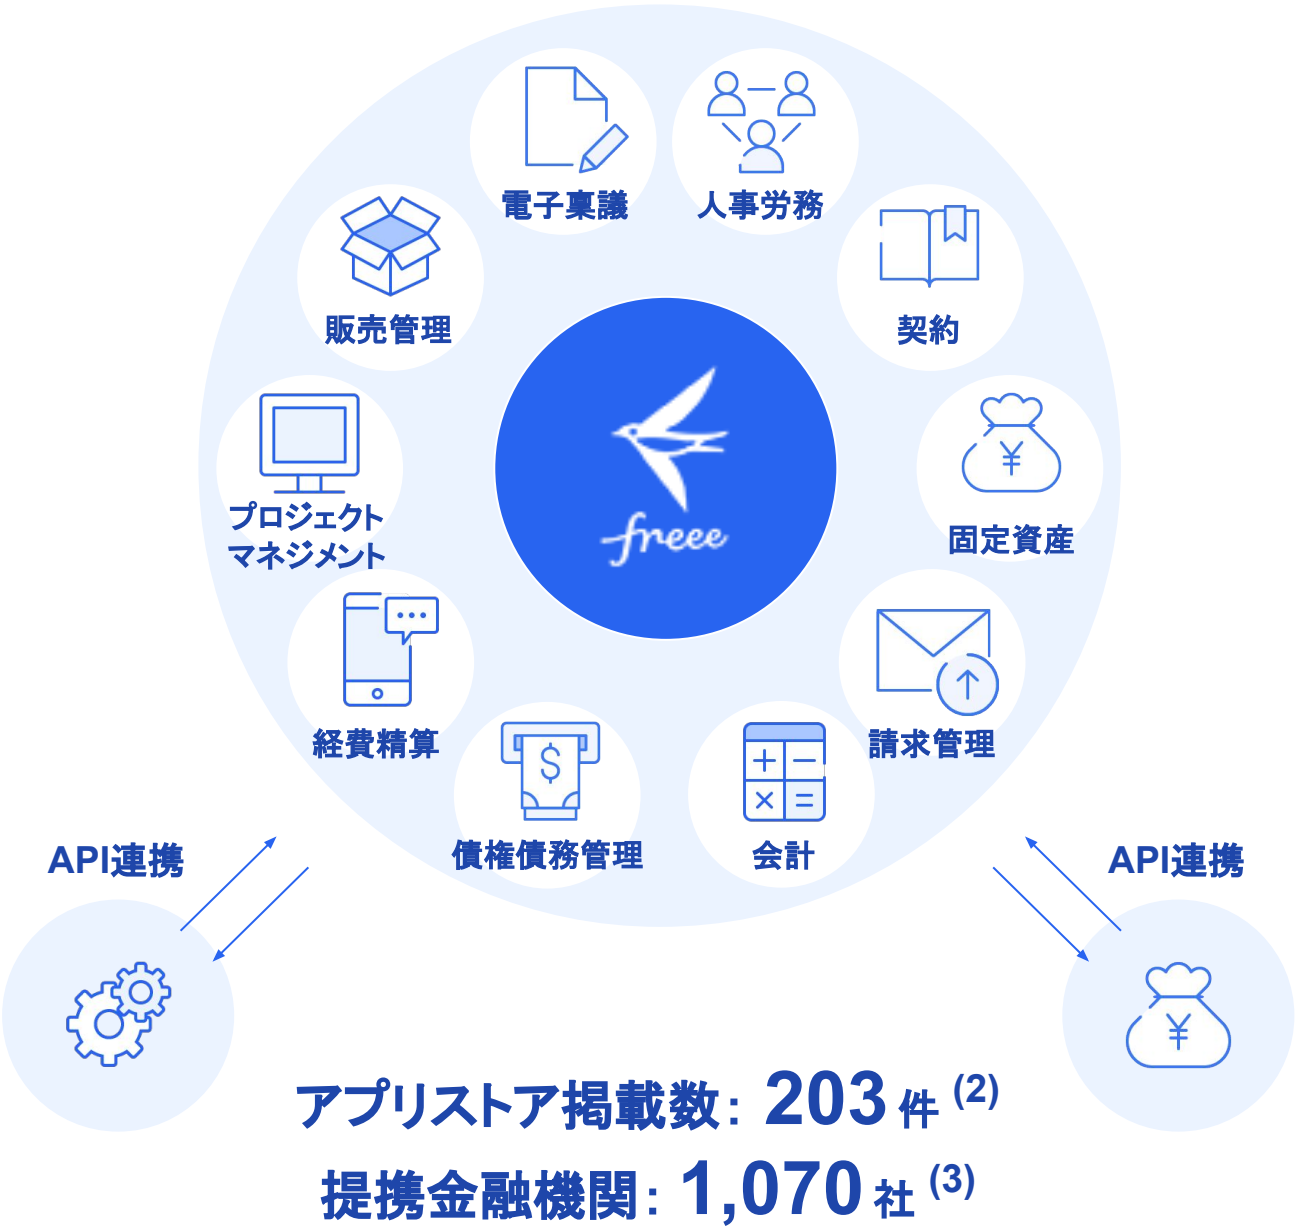 電子稟議
人事労務
販売管理
契約
プロジェクト
マネジメント
固定資産
freee
経費精算
請求管理
債権債務管理
会計
API連携
API連携
アプリストア掲載数: 203 件 (2)
提携金融機関: 1,070 社 (3)